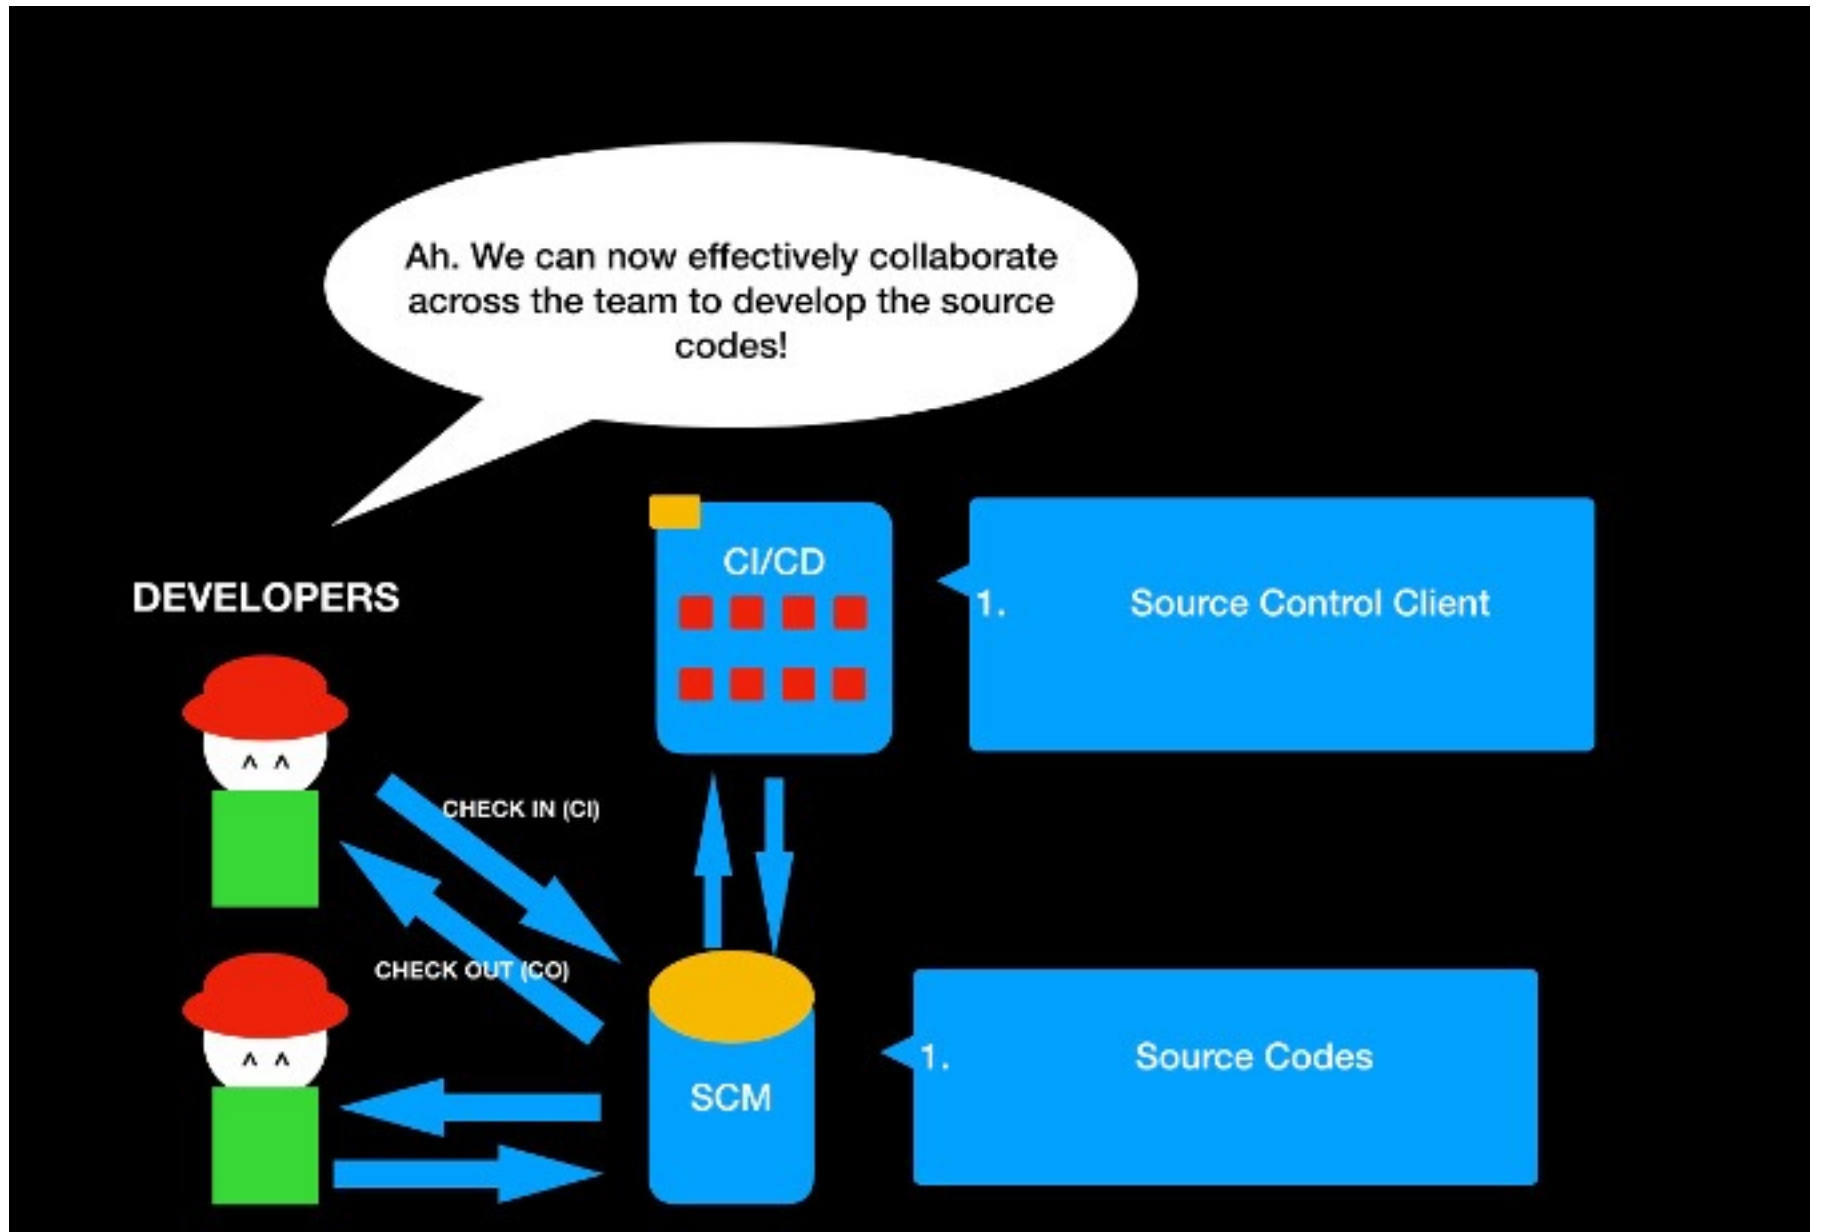 Ah. We can now effectively collaborate
across the team to develop the source
codes!
DEVELOPERS
CI/CD
1. Source Control Client
^ ^
CHECK IN (CI)
CHECK OUT (CO)
^ ^
1. Source Codes
SCM